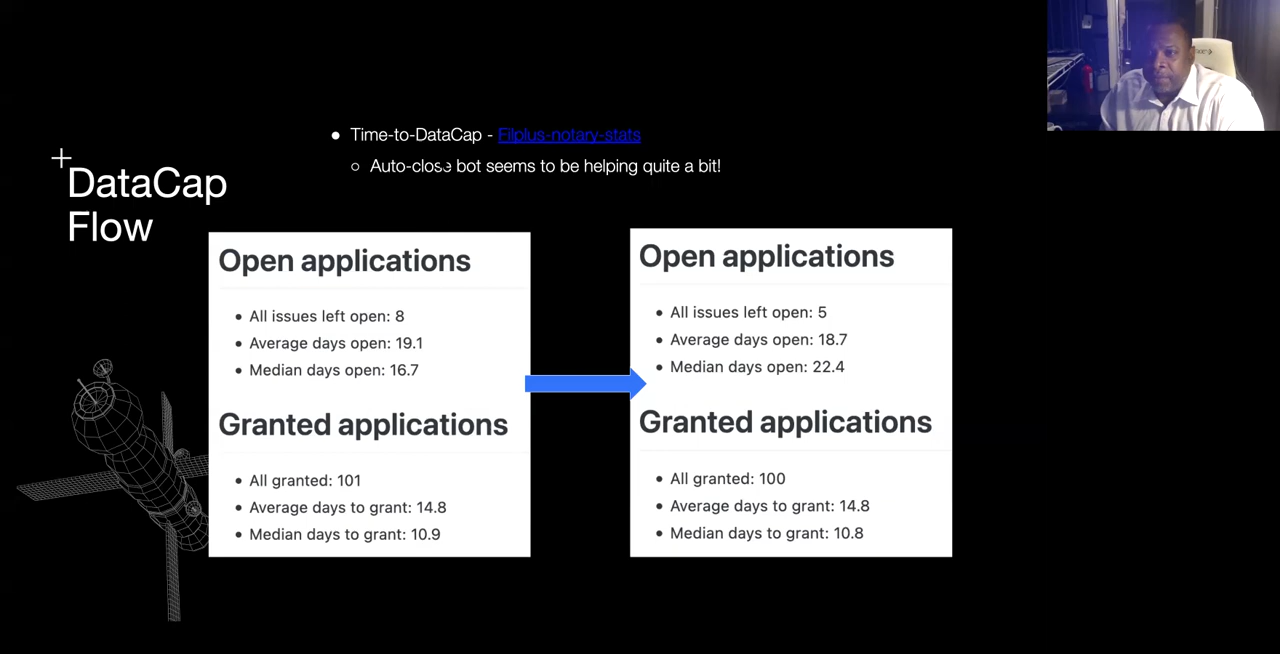 DataCap
Flow
● Time-to-DataCap - Filplus-notary-stats
○ Auto-close bot seems to be helping quite a bit!
Open applications
• All issues left open: 8
• Average days open: 19.1
• Median days open: 16.7
Granted applications
• All granted: 101
• Average days to grant: 14.8
• Median days to grant: 10.9
Open applications
• All issues left open: 5
• Average days open: 18.7
• Median days open: 22.4
Granted applications
• All granted: 100
• Average days to grant: 14.8
• Median days to grant: 10.8